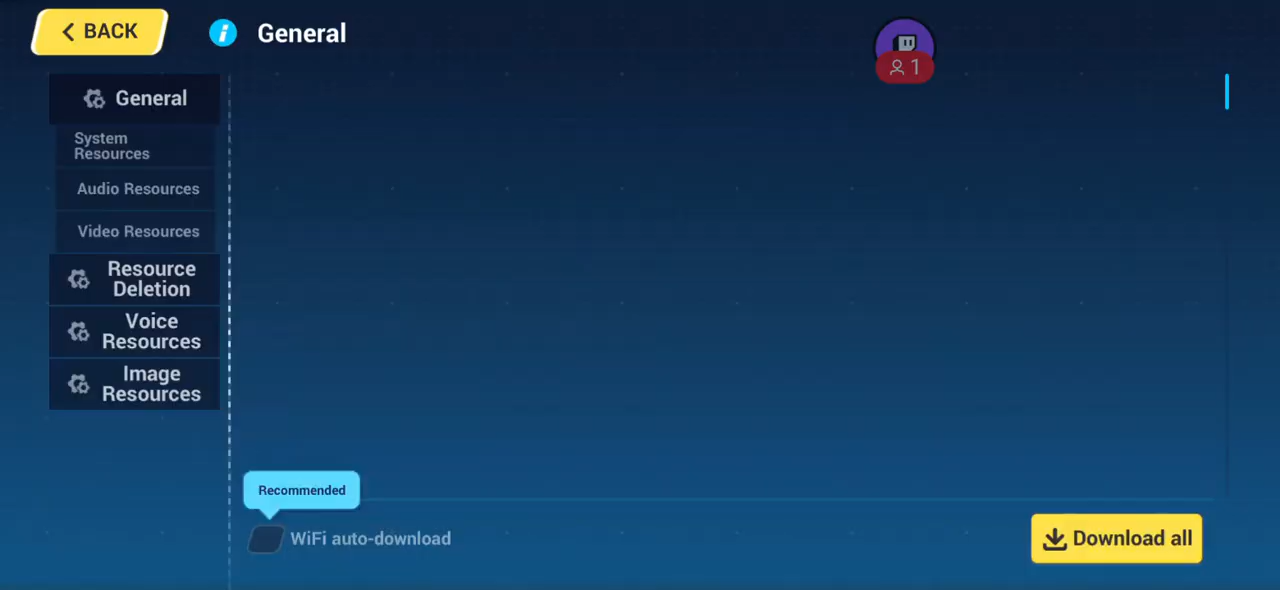 BACK
General
1
General
System
Resources
Audio Resources
Video Resources
Resource
Deletion
Voice
Resources
Image
Resources
Recommended
WiFi auto-download
Download all